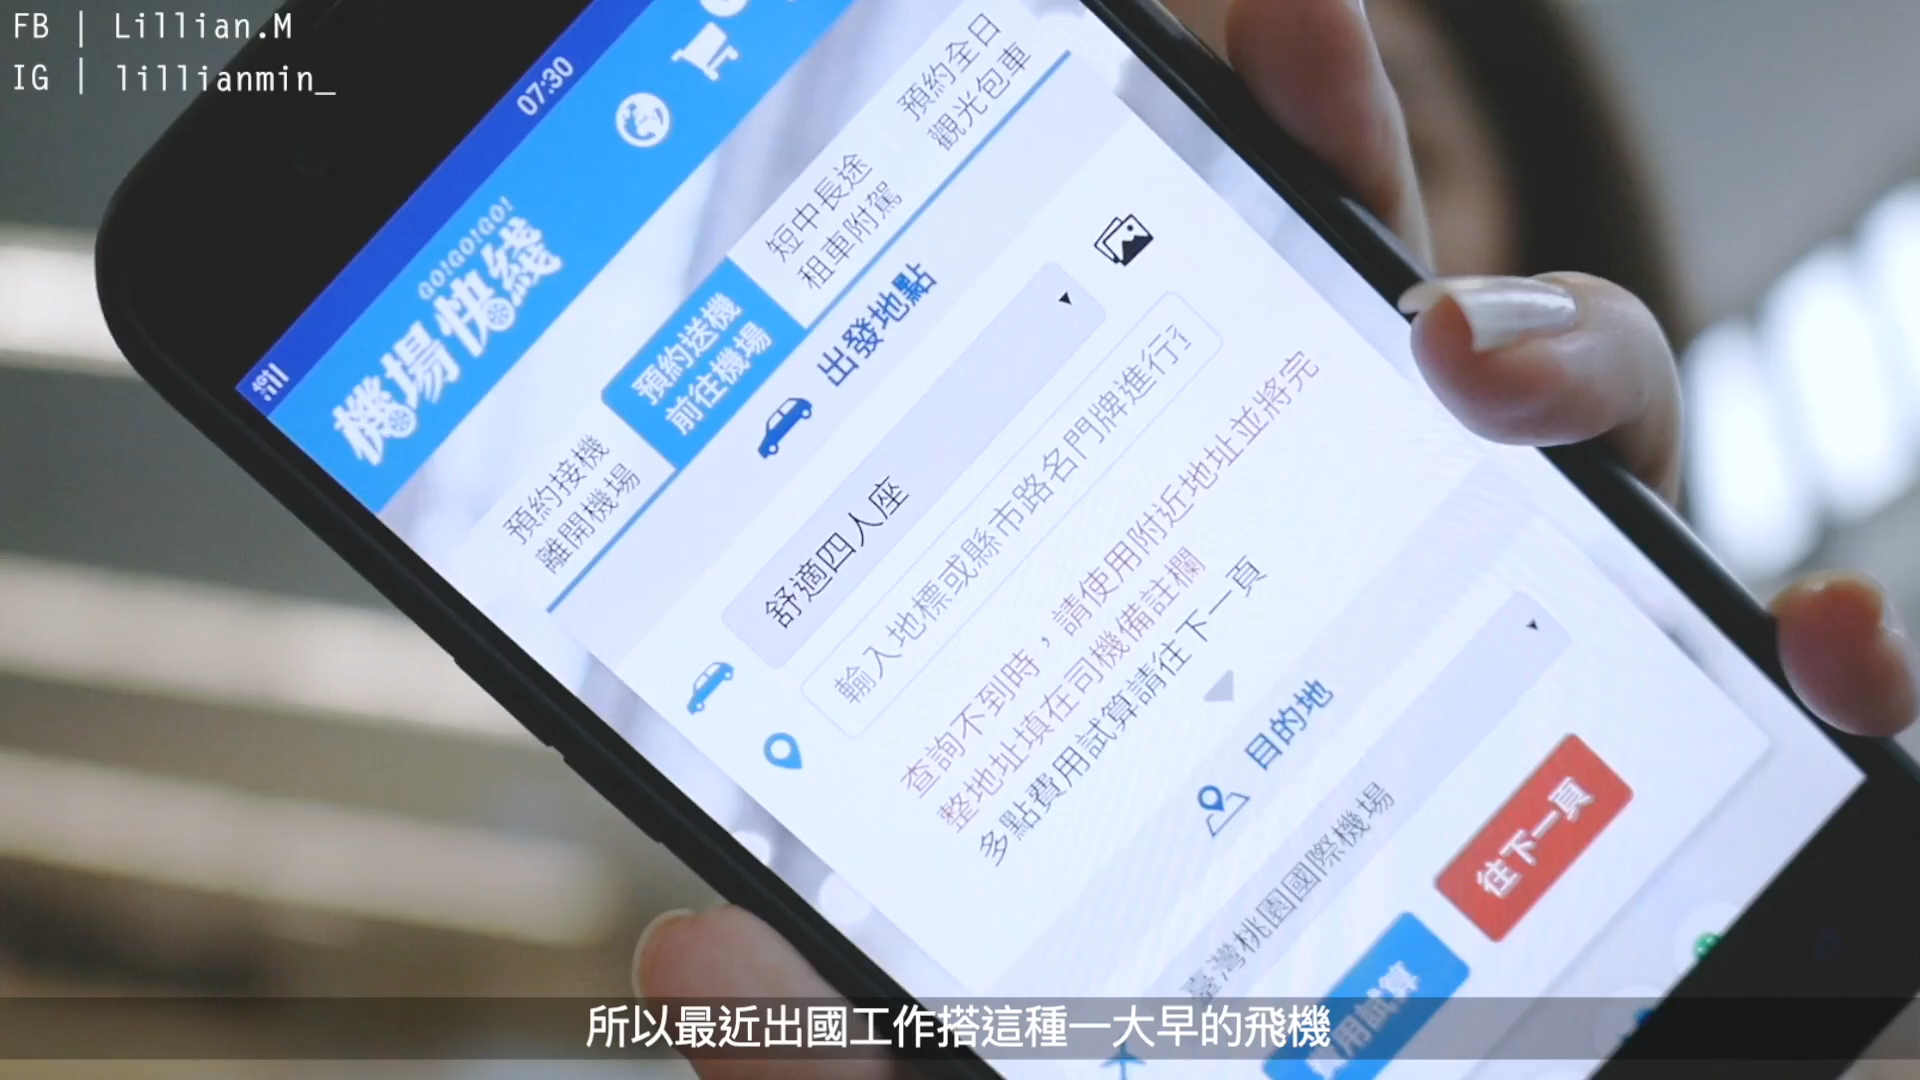 FB | Lillian.M
IG | lillianmin_
07:30
GO!GO!GO!
機場快綫
預約接機
離開機場
預約送機
前往機場
短中長途
租車附駕
預約全日
觀光包車
出發地點
舒適四人座
輸入地標或縣市路名門牌進行
查詢不到時，請使用附近地址並將完
整地址填在司機備註欄
多點費用試算請往下一頁
目的地
臺灣桃園國際機場
往下一頁
費用試算
所以最近出國工作搭這種一大早的飛機